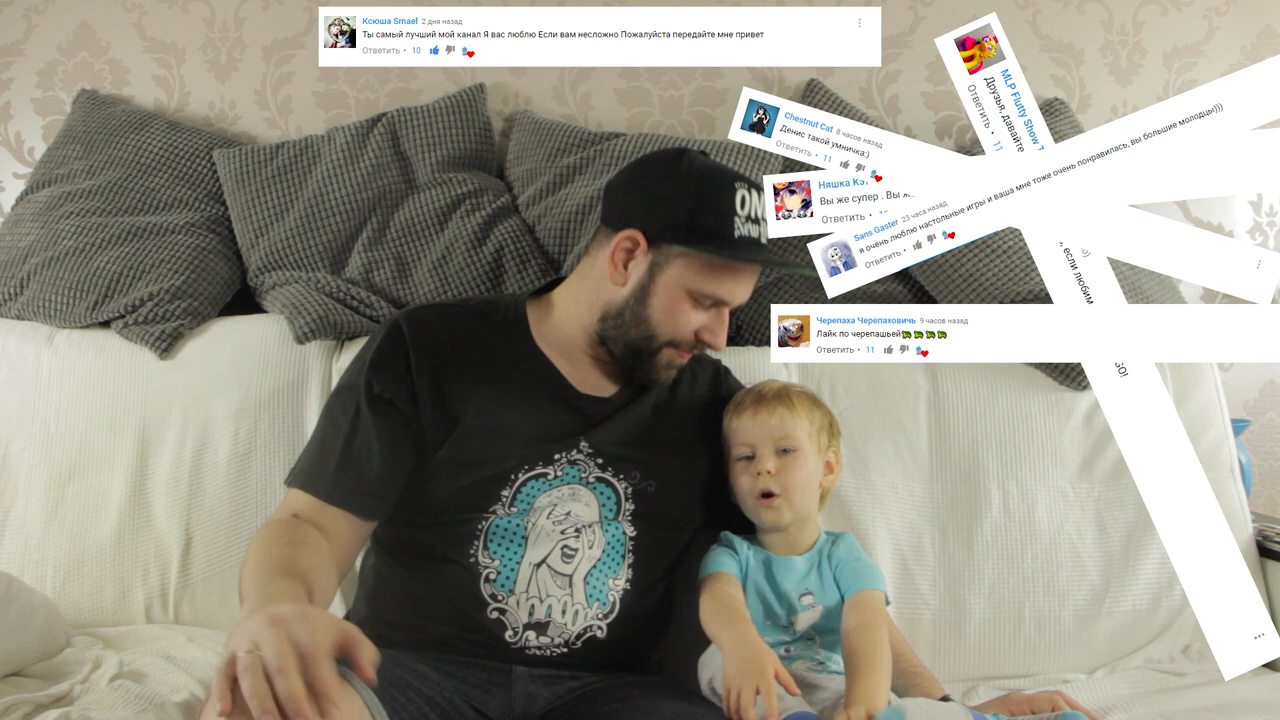 Ксюша Smael 2 дня назад
Ты самый лучший мой канал Я вас люблю Если вам несложно Пожалуйста передайте мне привет
Ответить • 10
MLP Flutty Show
Друзья, давайте
Ответить • 11
Chestnut Cat 8 часов назад
Денис такой умничка:)
Ответить • 11
Няшка
Вы же супер . Вы
Ответить •
Sans Gaster 23 часа назад
я очень люблю настольные игры и ваша мне тоже очень понравилась, вы большие молодцы)))
Ответить •
если любим
GO!
Черепаха Черепаховичь 9 часов назад
Лайк по черепашьей
Ответить • 11